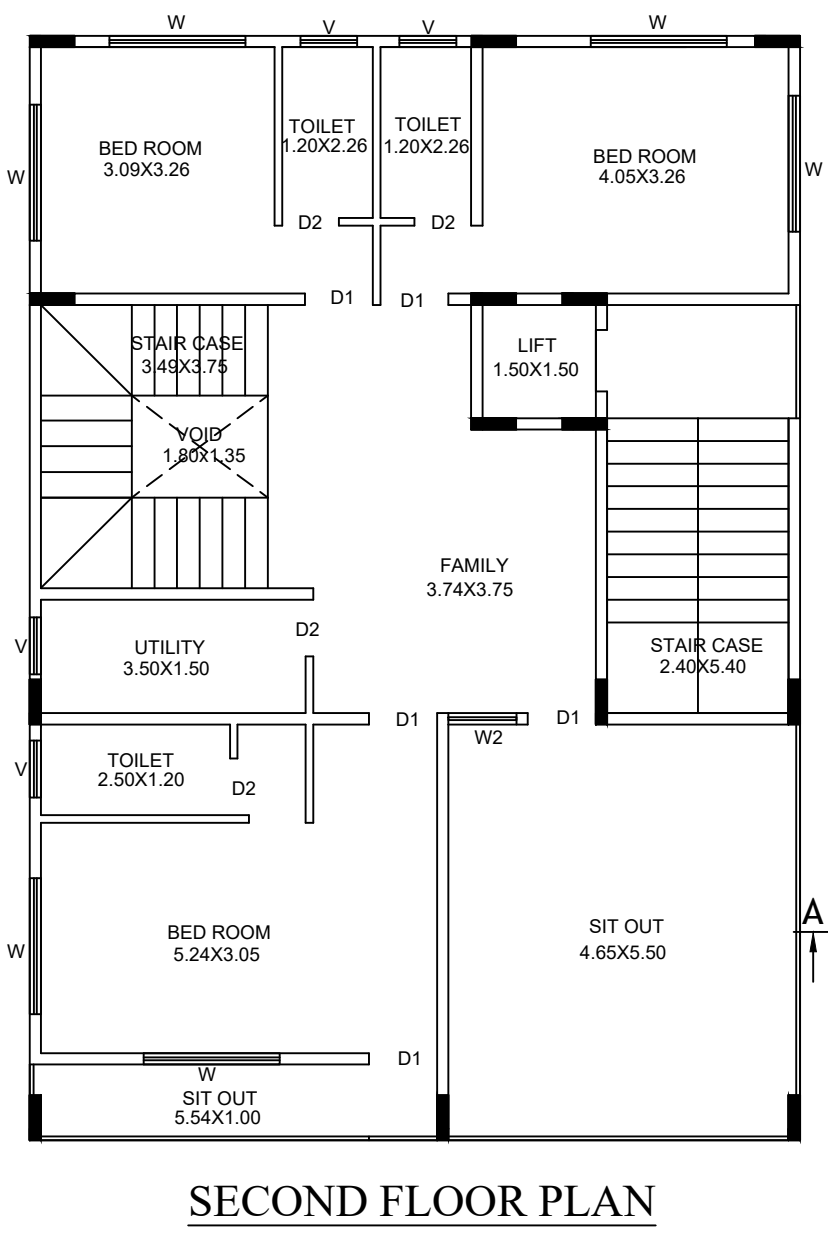 W
V
V
W
TOILET
1.20X2.26
TOILET
1.20X2.26
BED ROOM
3.09X3.26
BED ROOM
4.05X3.26
W
W
D2
D2
D1
D1
STAIR CASE
3.49X3.75
LIFT
1.50X1.50
VOID
1.80X1.35
FAMILY
3.74X3.75
D2
V
UTILITY
3.50X1.50
STAIR CASE
2.40X5.40
D1
D1
W2
V
TOILET
2.50X1.20
D2
A
W
BED ROOM
5.24X3.05
SIT OUT
4.65X5.50
D1
W
SIT OUT
5.54X1.00
SECOND FLOOR PLAN